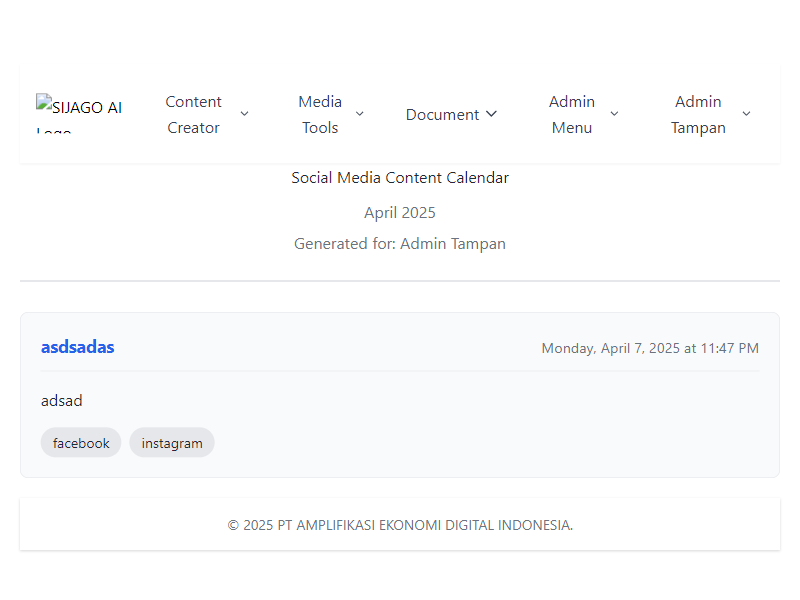 SIJAGO AI
Logo
Content
Creator
Media
Tools
Document
Admin
Menu
Admin
Tampan
Social Media Content Calendar
April 2025
Generated for: Admin Tampan
asdsadas
Monday, April 7, 2025 at 11:47 PM
adsad
facebook instagram
© 2025 PT AMPLIFIKASI EKONOMI DIGITAL INDONESIA.